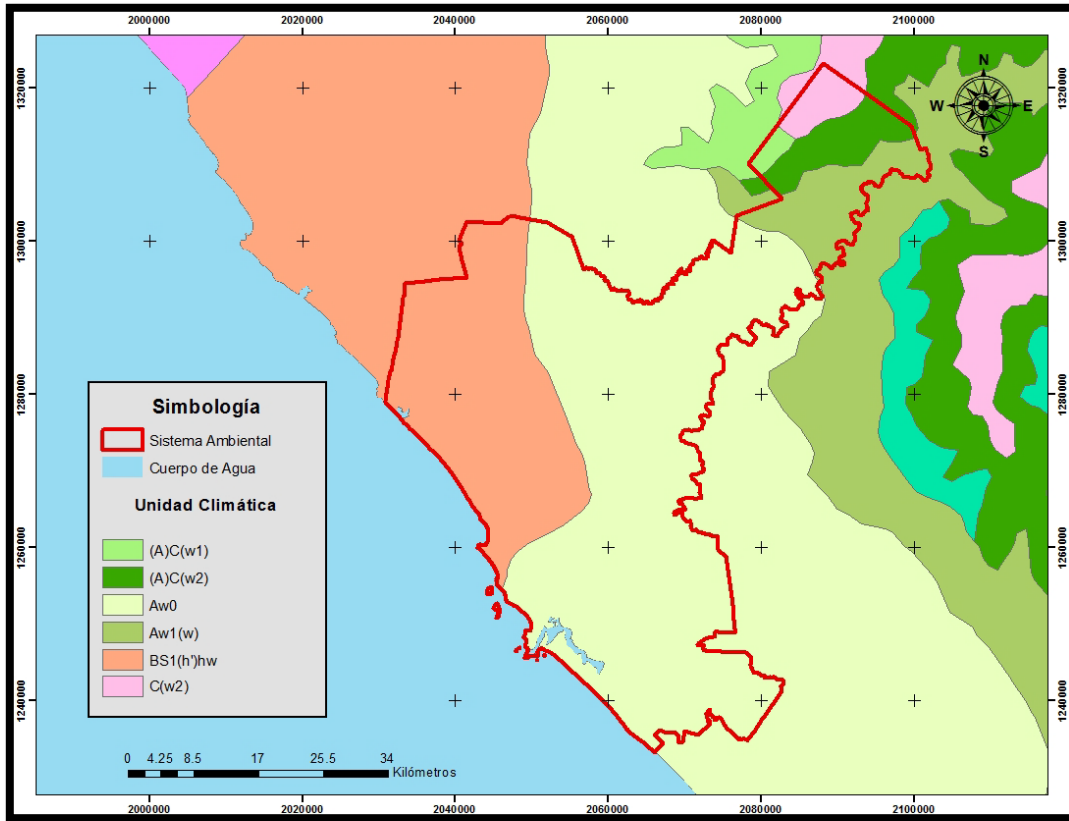 2000000 2020000 2040000 2060000 2080000 2100000
1320000 1320000
N
W E
S
1300000 1300000
1280000 1280000
1260000 1260000
1240000 1240000
Simbología
Sistema Ambiental
Cuerpo de Agua
Unidad Climática
(A)C(w1)
(A)C(w2)
Aw0
Aw1(w)
BS1(h')hw
C(w2)
0 4.25 8.5 17 25.5 34
Kilómetros
2000000 2020000 2040000 2060000 2080000 2100000